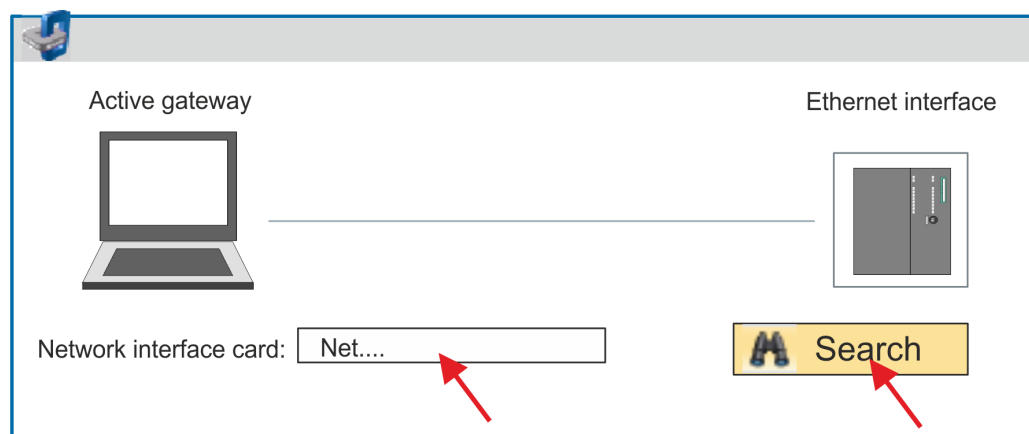 Active gateway
Ethernet interface
Network interface card:
Net....
Search